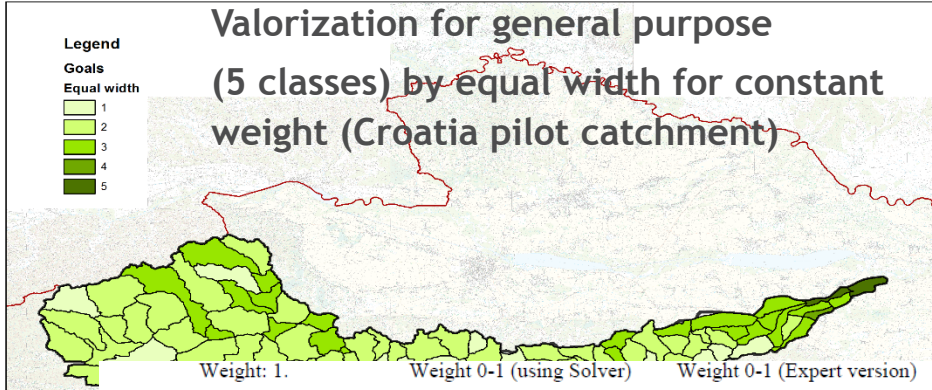 Valorization for general purpose
(5 classes) by equal width for constant
weight (Croatia pilot catchment)
Legend
Goals
Equal width
1
2
3
4
5
Weight: 1. Weight 0-1 (using Solver) Weight 0-1 (Expert version)